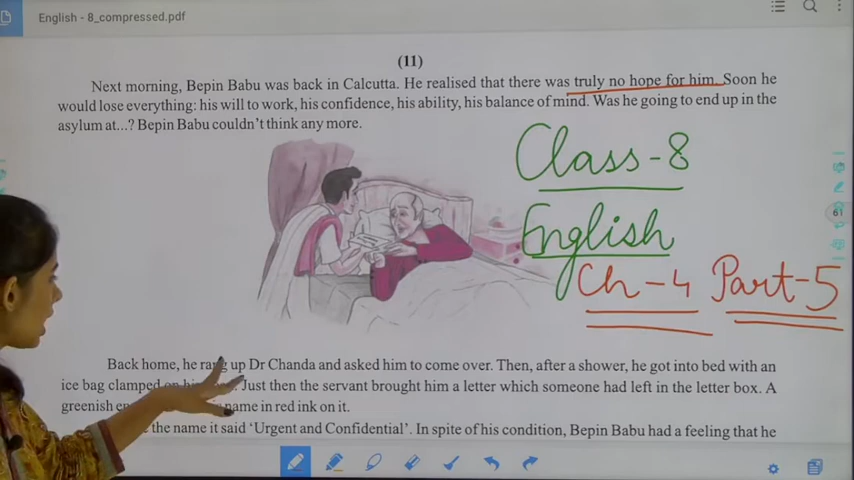 English - 8_compressed.pdf
(11)
Next morning, Bepin Babu was back in Calcutta. He realised that there was truly no hope for him. Soon he
would lose everything: his will to work, his confidence, his ability, his balance of mind. Was he going to end up in the
asylum at...? Bepin Babu couldn't think any more.
Class-8
English
Ch-4 Part-5
61
Back home, he rang up Dr Chanda and asked him to come over. Then, after a shower, he got into bed with an
ice bag clamped on Just then the servant brought him a letter which someone had left in the letter box. A
greenish name in red ink on it.
the name it said 'Urgent and Confidential'. In spite of his condition, Bepin Babu had a feeling that he